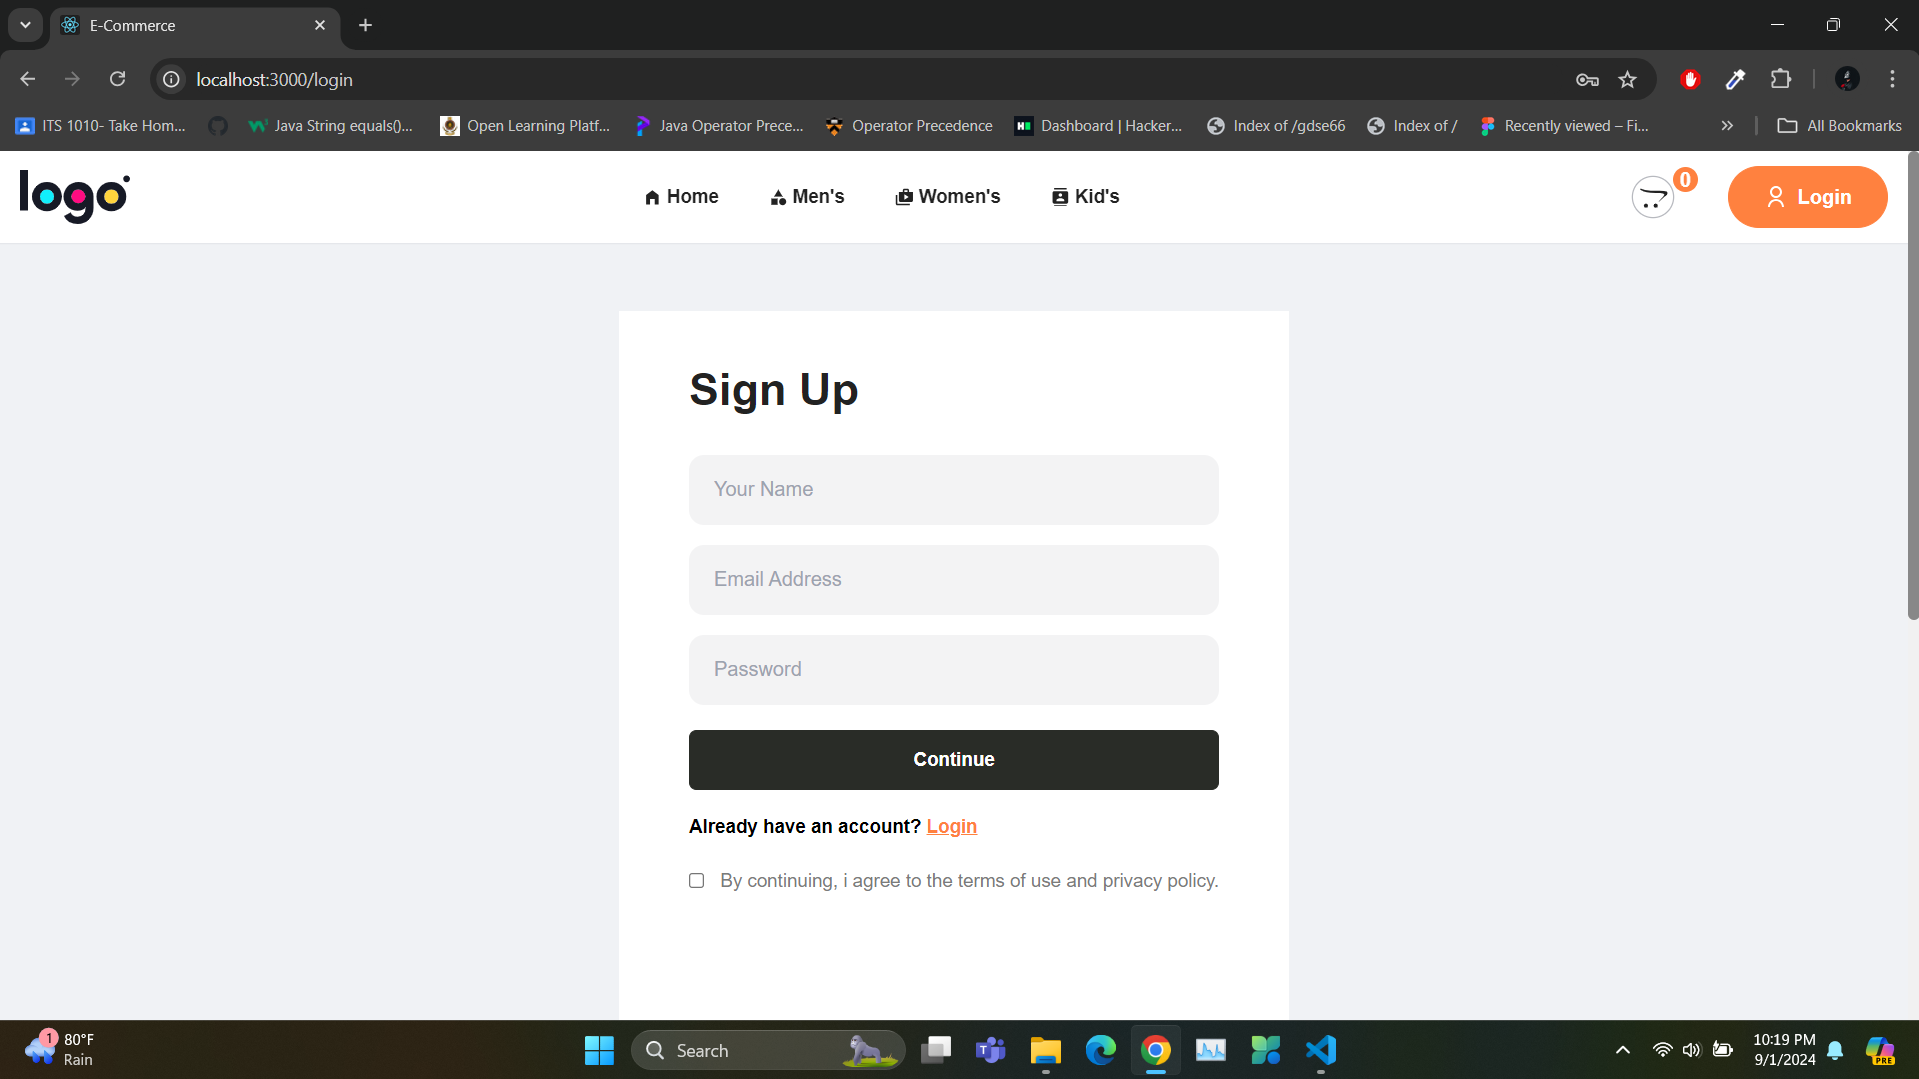 E-Commerce
localhost:3000/login
ITS 1010- Take Hom...
Java String equals()...
Open Learning Platf...
Java Operator Prece...
Operator Precedence
Dashboard | Hacker...
Index of /gdse66
Index of /
Recently viewed – Fi...
All Bookmarks
logo
Home
Men's
Women's
Kid's
0
Login
Sign Up
Your Name
Email Address
Password
Continue
Already have an account? Login
By continuing, i agree to the terms of use and privacy policy.
1
80°F
Rain
Search
10:19 PM
9/1/2024
PRE